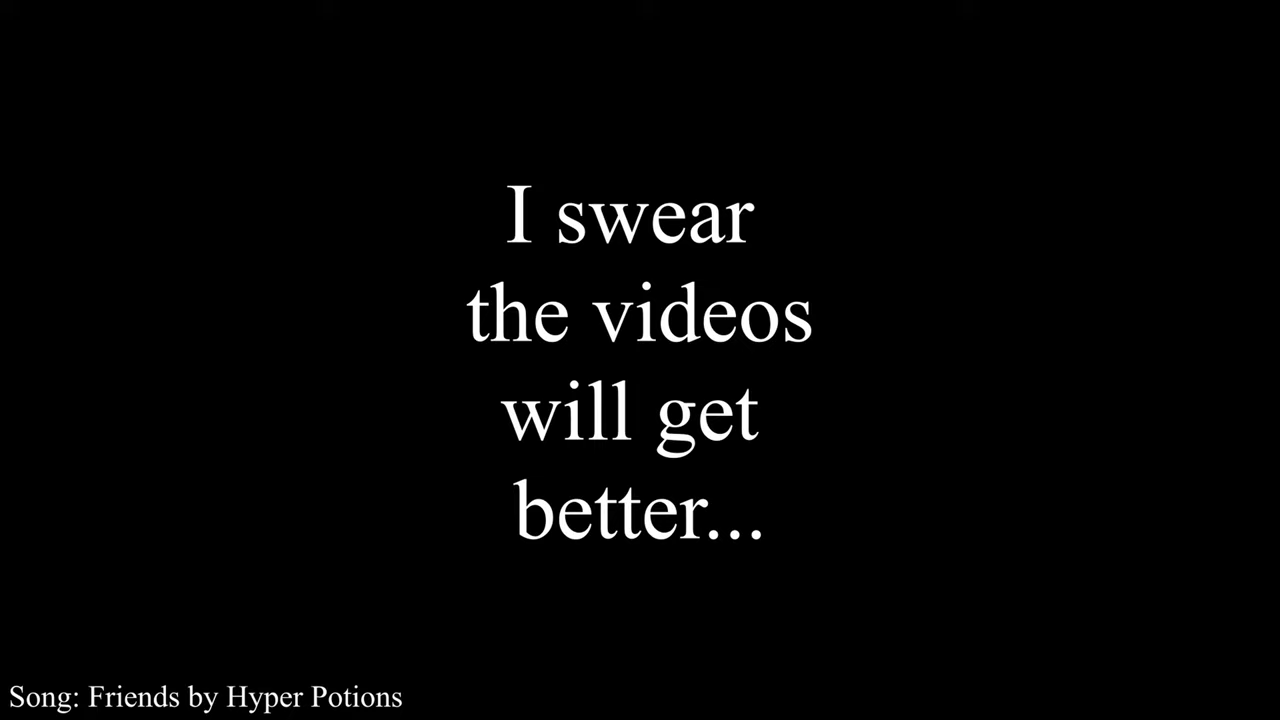 I swear
the videos
will get
better...
Song: Friends by Hyper Potions